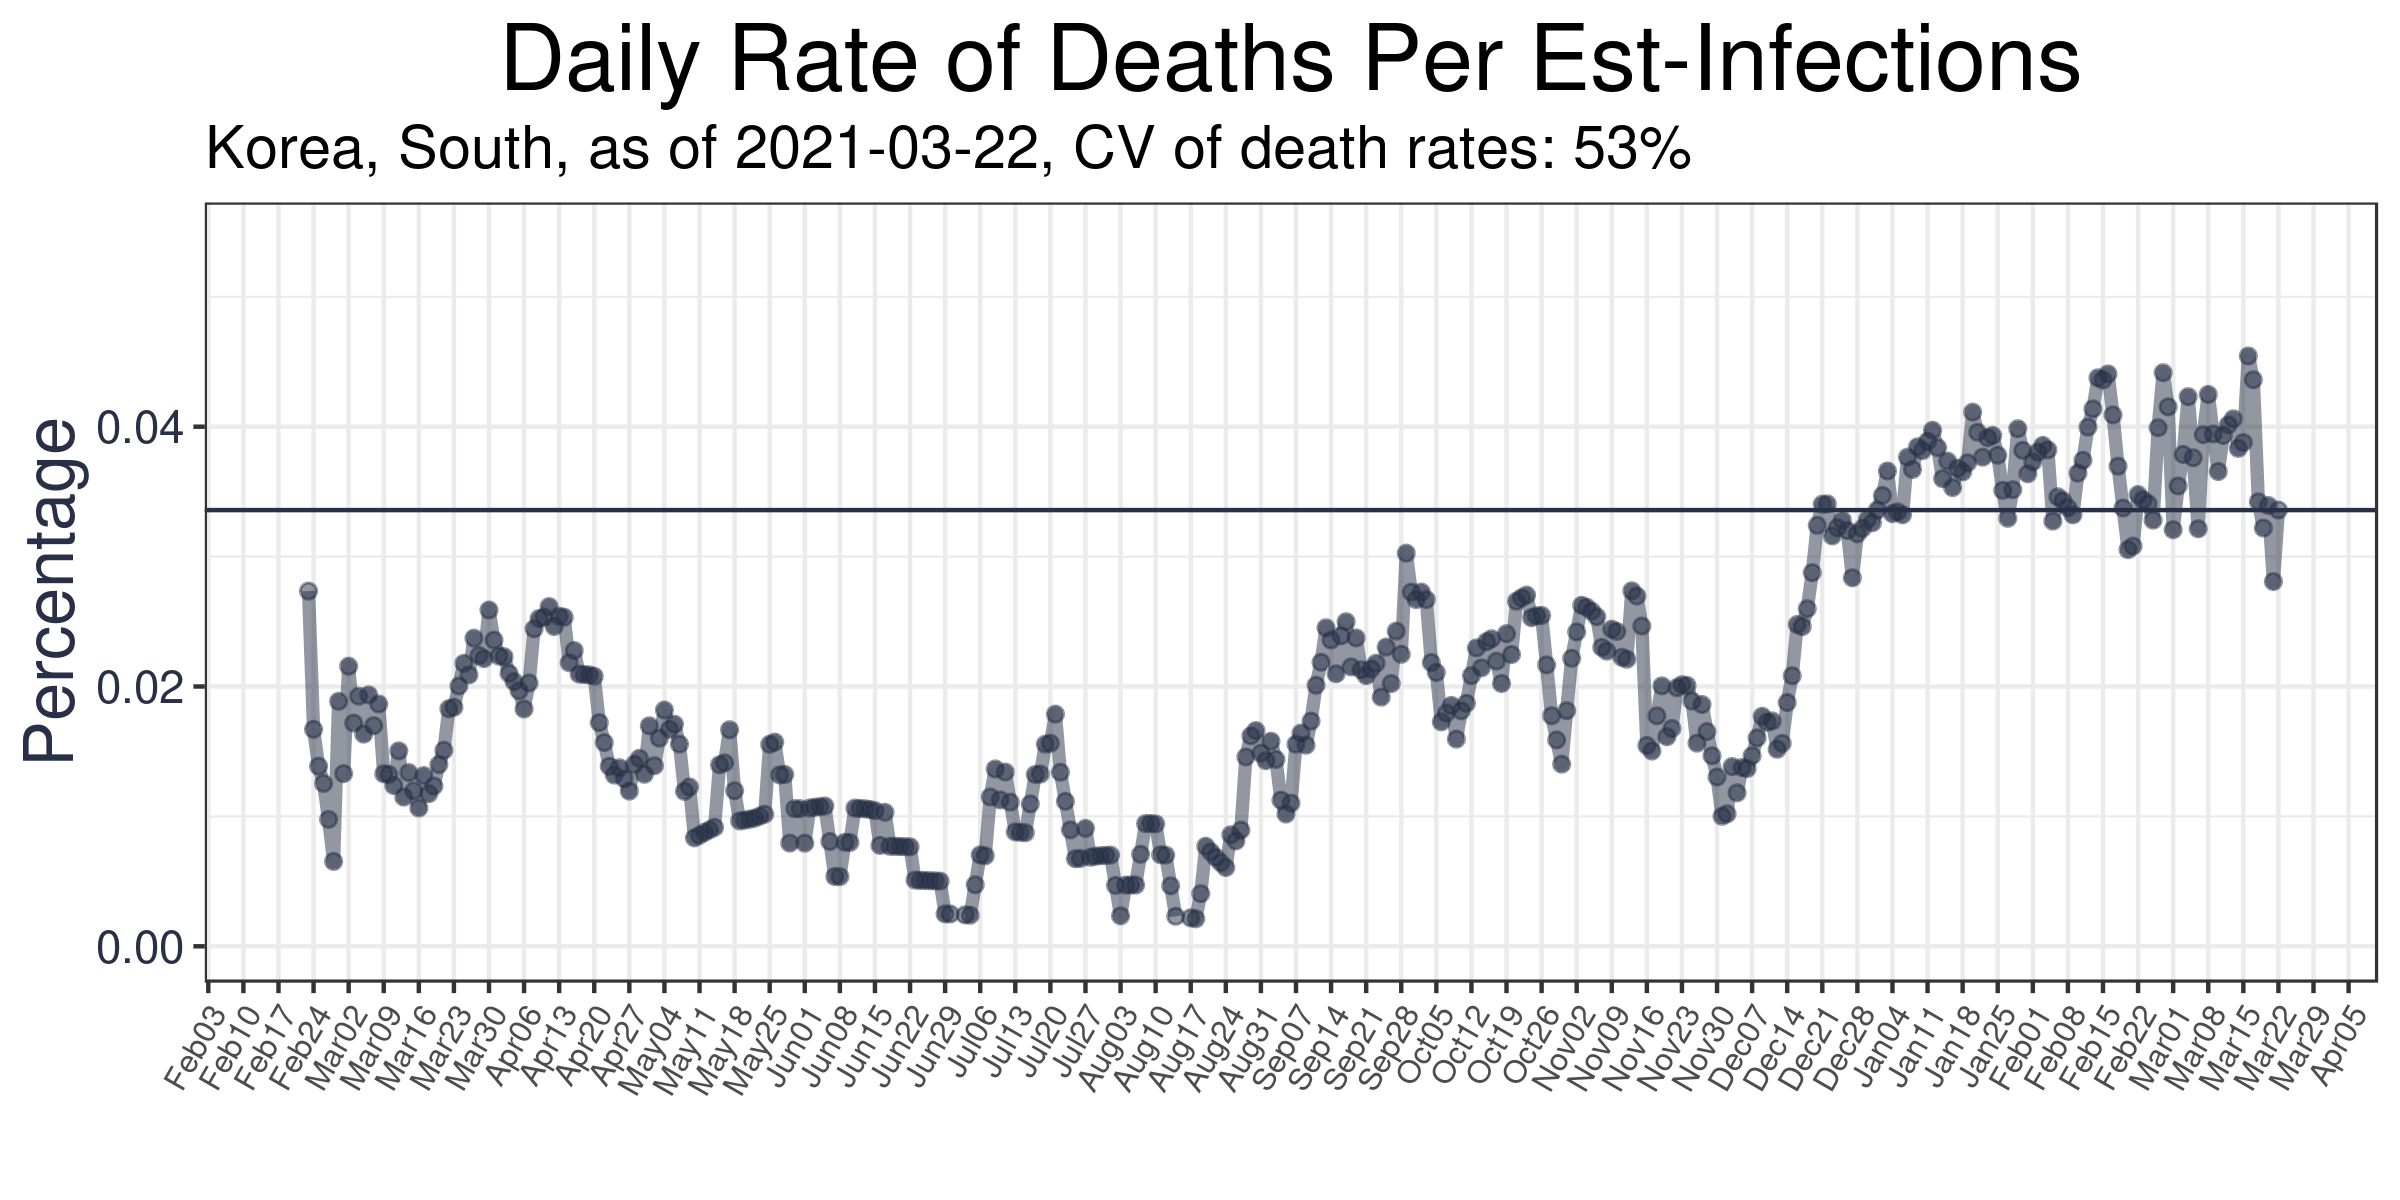 Daily Rate of Deaths Per Est-Infections
Korea, South, as of 2021-03-22, CV of death rates: 53%
Percentage
0.04
0.02
0.00
Feb03
Feb10
Feb17
Feb24
Mar02
Mar09
Mar16
Mar23
Mar30
Apr06
Apr13
Apr20
Apr27
May04
May11
May18
May25
Jun01
Jun08
Jun15
Jun22
Jun29
Jul06
Jul13
Jul20
Jul27
Aug03
Aug10
Aug17
Aug24
Aug31
Sep07
Sep14
Sep21
Sep28
Oct05
Oct12
Oct19
Oct26
Nov02
Nov09
Nov16
Nov23
Nov30
Dec07
Dec14
Dec21
Dec28
Jan04
Jan11
Jan18
Jan25
Feb01
Feb08
Feb15
Feb22
Mar01
Mar08
Mar15
Mar22
Mar29
Apr05